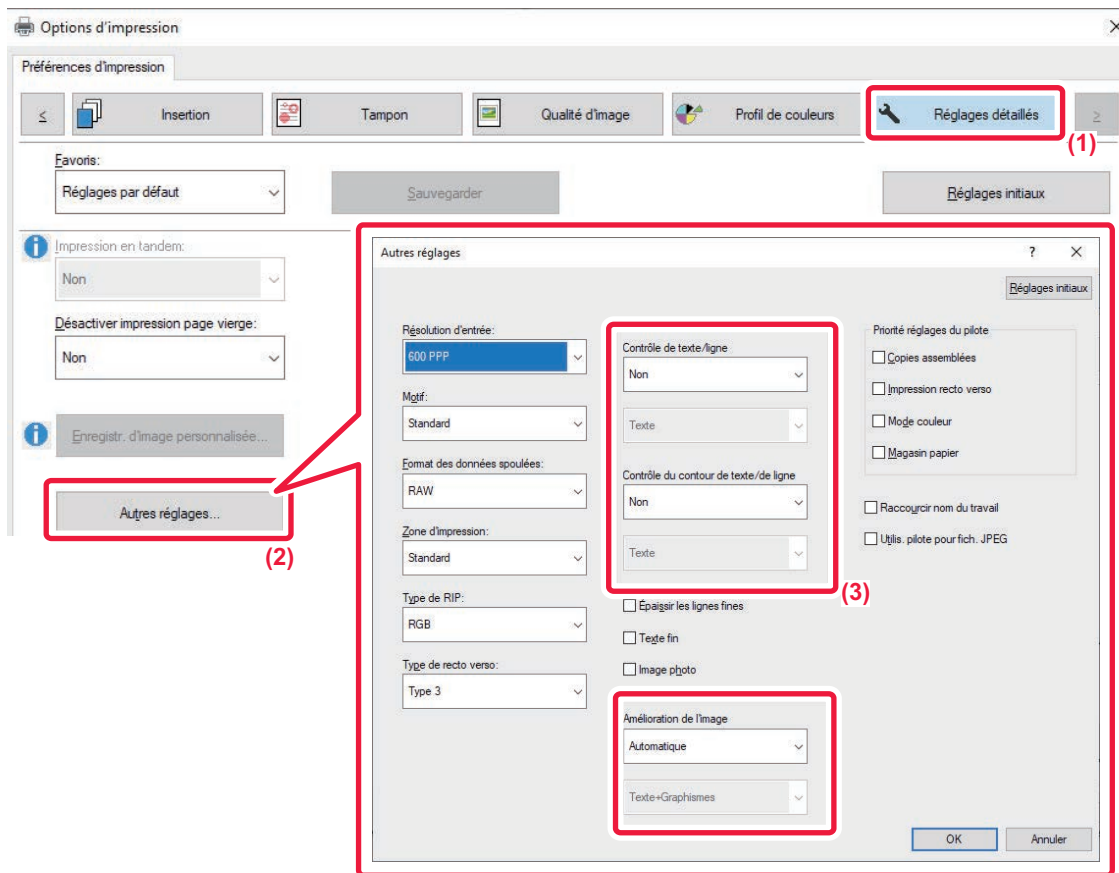 Options d'impression
Préférences d'impression
≤ Insertion Tampon Qualité d'image Profil de couleurs Réglages détaillés ≥
(1)
Favoris:
Réglages par défaut Sauvegarder Réglages initiaux
Impression en tandem:
Non
Désactiver impression page vierge:
Non
Enregistr. d'image personnalisée...
Autres réglages...
(2)
Autres réglages ?
Réglages initiaux
Résolution d'entrée:
600 PPP
Motif:
Standard
Format des données spoulées:
RAW
Zone d'impression:
Standard
Type de RIP:
RGB
Type de recto verso:
Type 3
Contrôle de texte/ligne
Non
Texte
Contrôle du contour de texte/de ligne
Non
Texte
(3)
Épaissir les lignes fines
Texte fin
Image photo
Amélioration de l'image
Automatique
Texte+Graphismes
Priorité réglages du pilote
Copies assemblées
Impression recto verso
Mode couleur
Magasin papier
Raccourcir nom du travail
Utilis. pilote pour fich. JPEG
OK Annuler